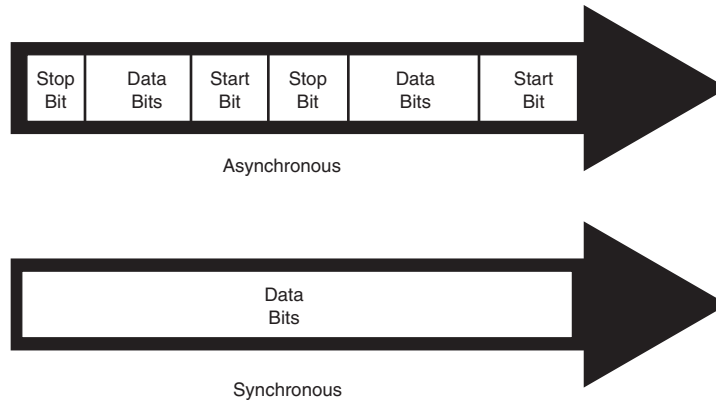 Stop Data Start Stop Data Start
Bit Bits Bit Bit Bits Bit
Asynchronous
Data
Bits
Synchronous